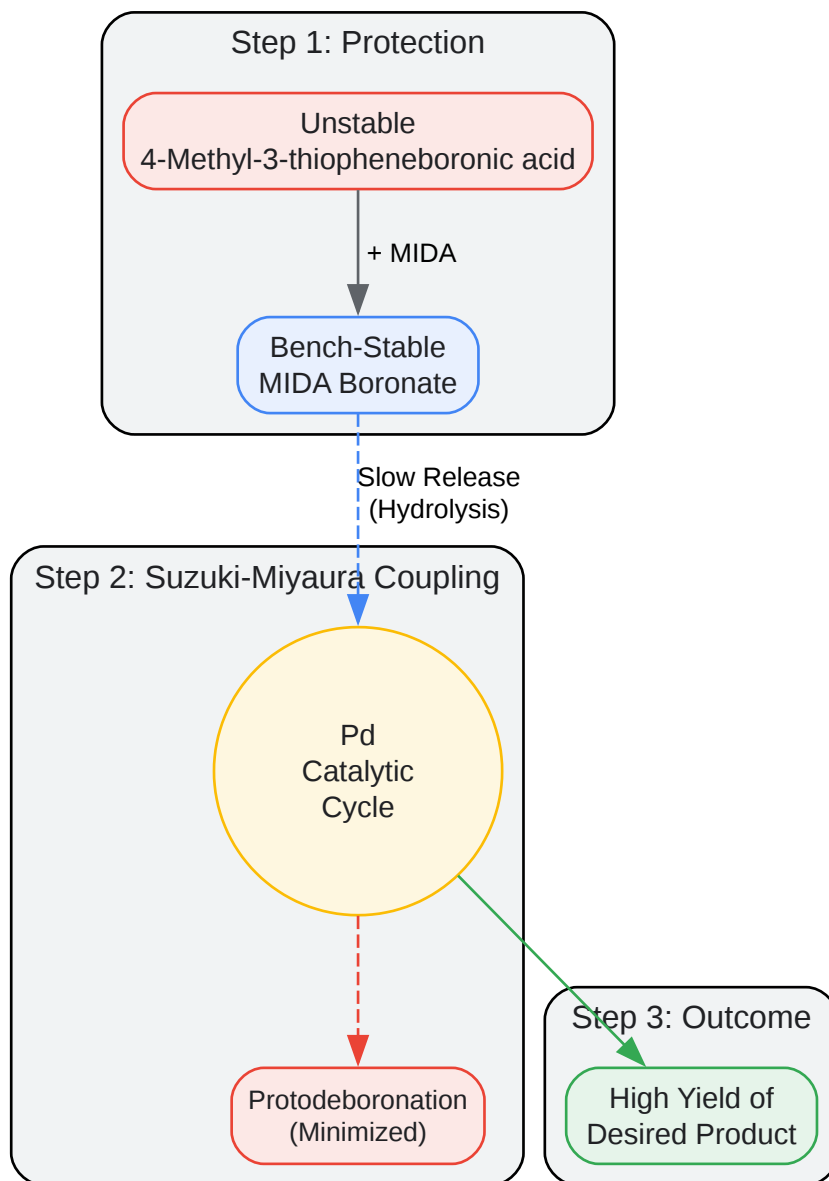 Step 1: Protection
Unstable
4-Methyl-3-thiopheneboronic acid
+ MIDA
Bench-Stable
MIDA Boronate
Slow Release
(Hydrolysis)
Step 2: Suzuki-Miyaura Coupling
Pd
Catalytic
Cycle
Protodeboronation
(Minimized)
Step 3: Outcome
High Yield of
Desired Product